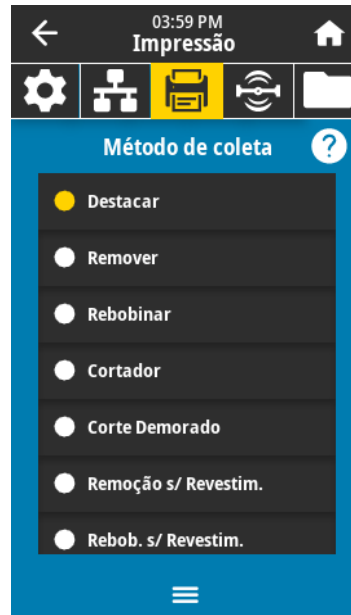 03:59 PM
Impressão
Método de coleta
?
Destacar
Remover
Rebobinar
Cortador
Corte Demorado
Remoção s/ Revestim.
Rebob. s/ Revestim.